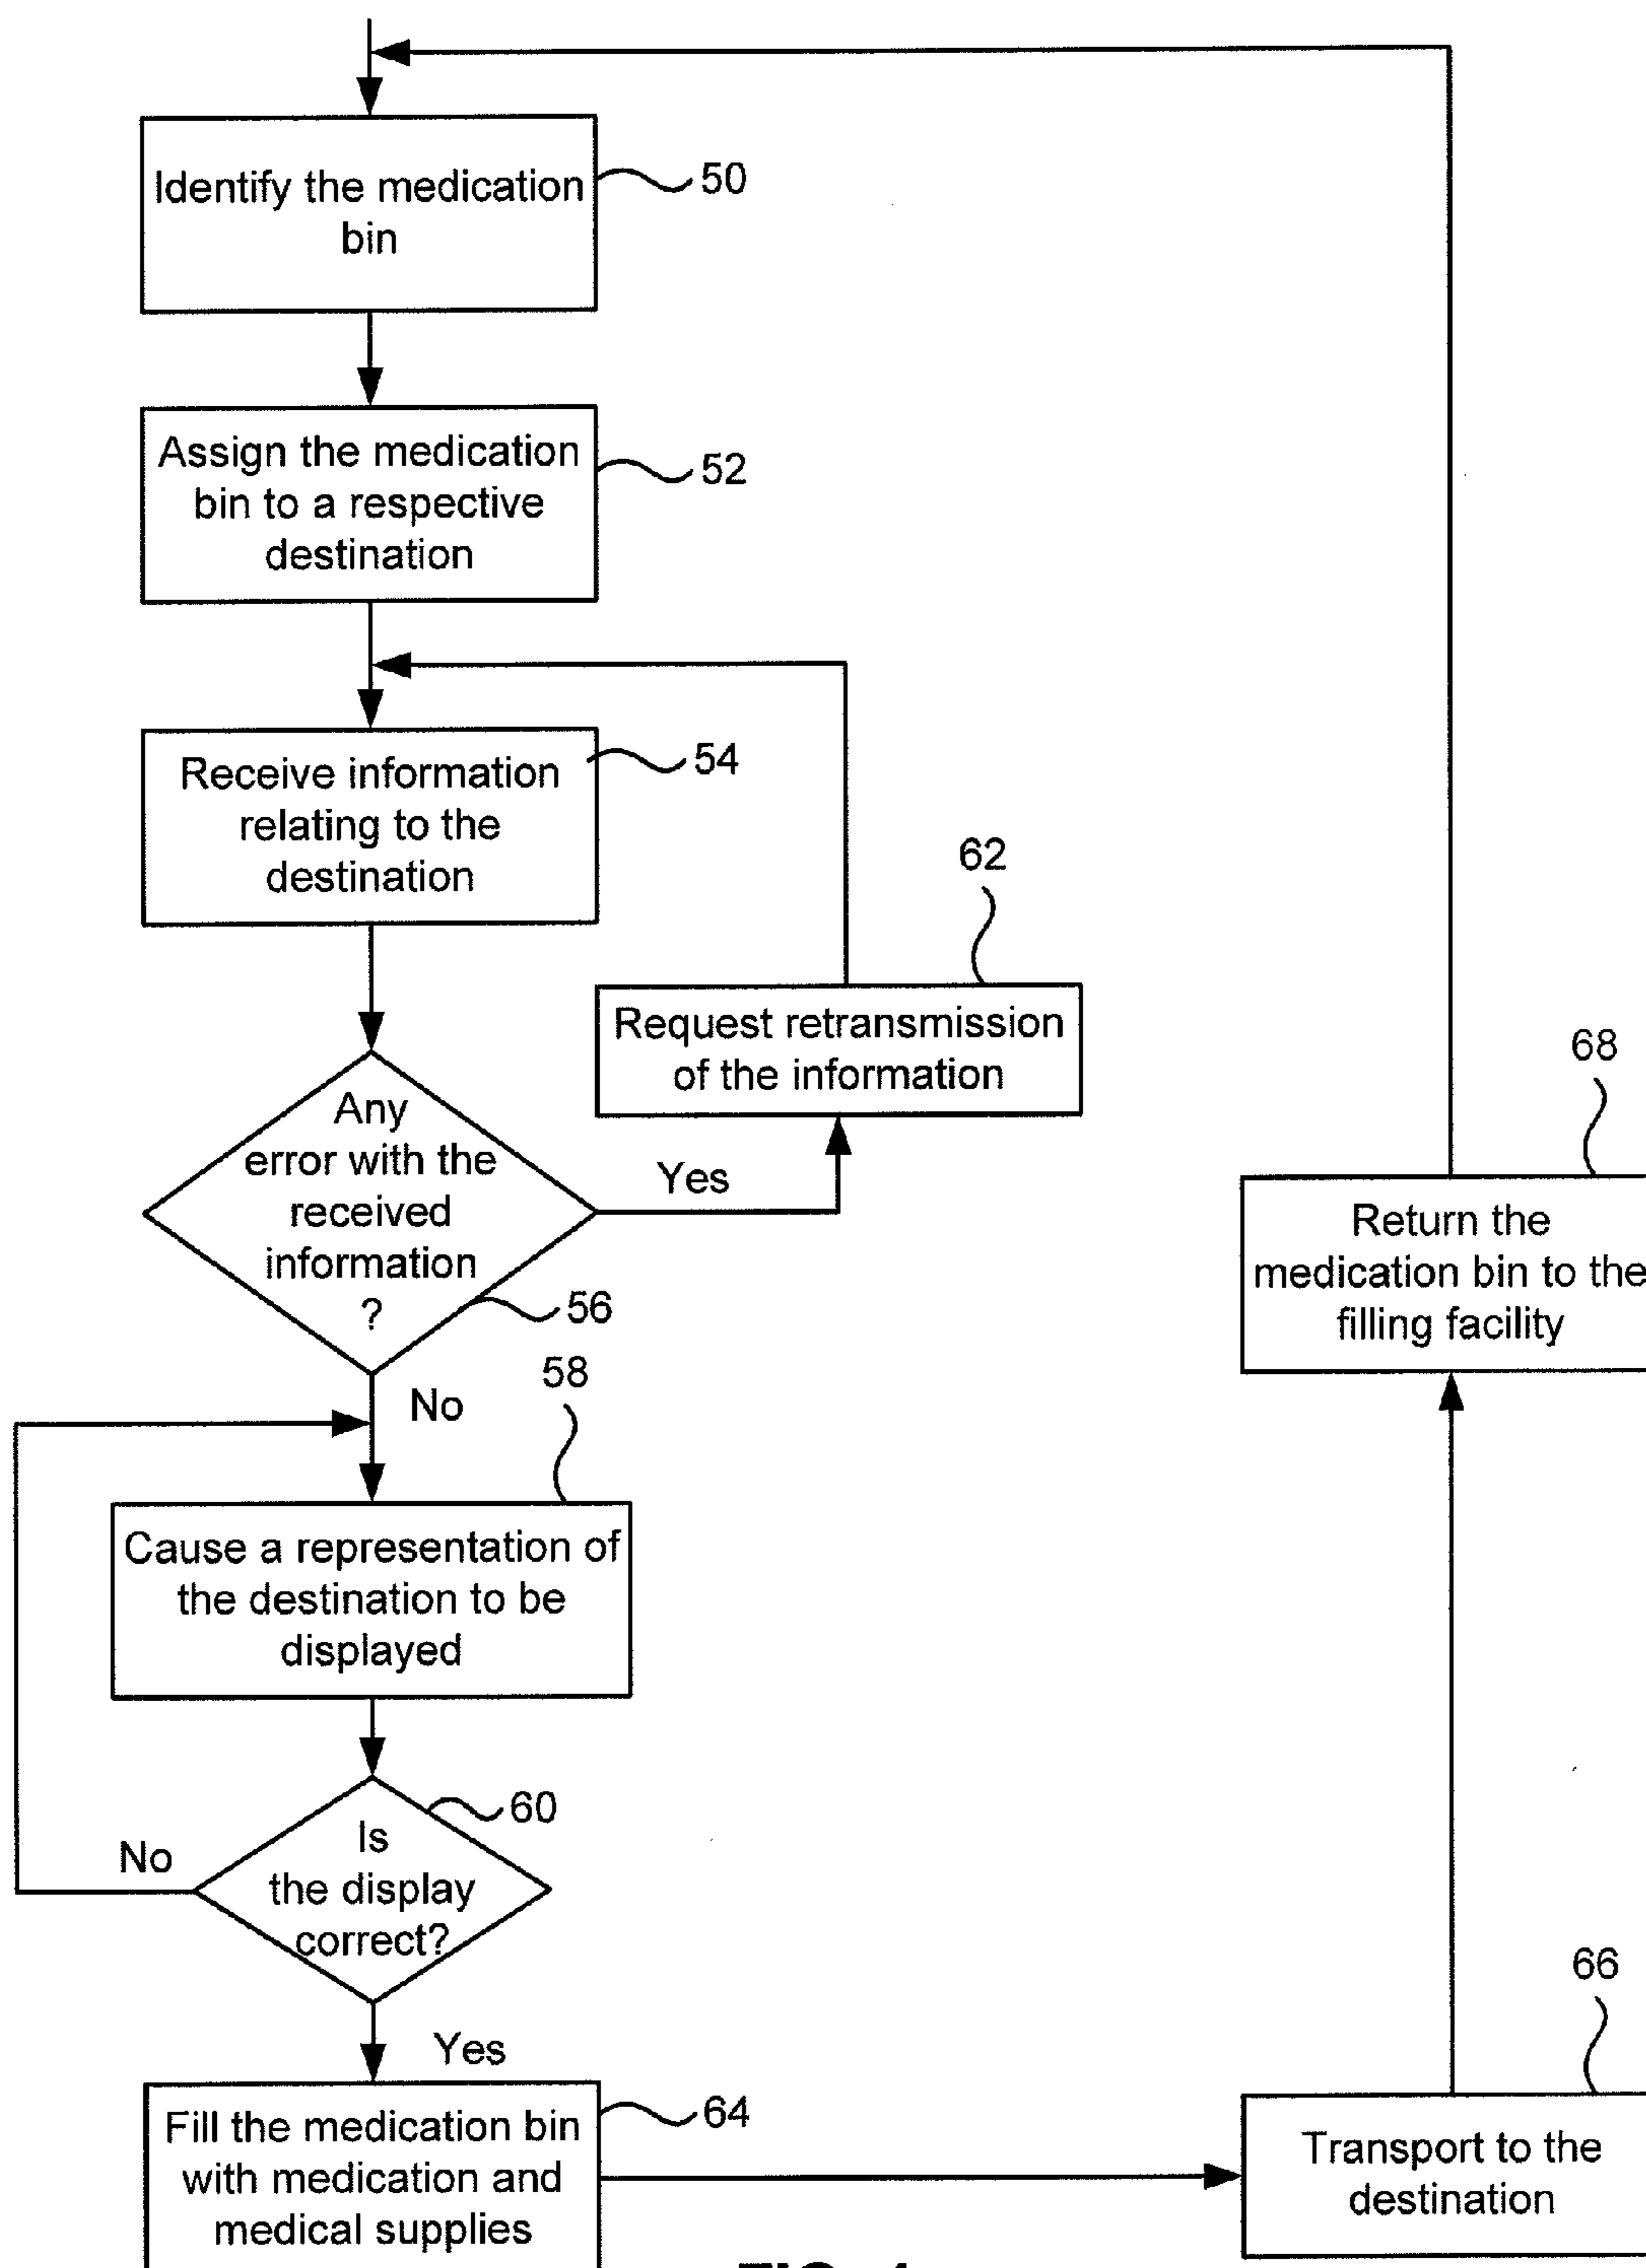 Identify the medication
bin
50
Assign the medication
bin to a respective
destination
52
Receive information
relating to the
destination
54
62
Request retransmission
of the information
Any
error with the
received
information
?
Yes
56
No
58
Cause a representation of
the destination to be
displayed
60
Is
the display
correct?
No
Yes
Fill the medication bin
with medication and
medical supplies
64
66
Transport to the
destination
68
Return the
medication bin to the
filling facility